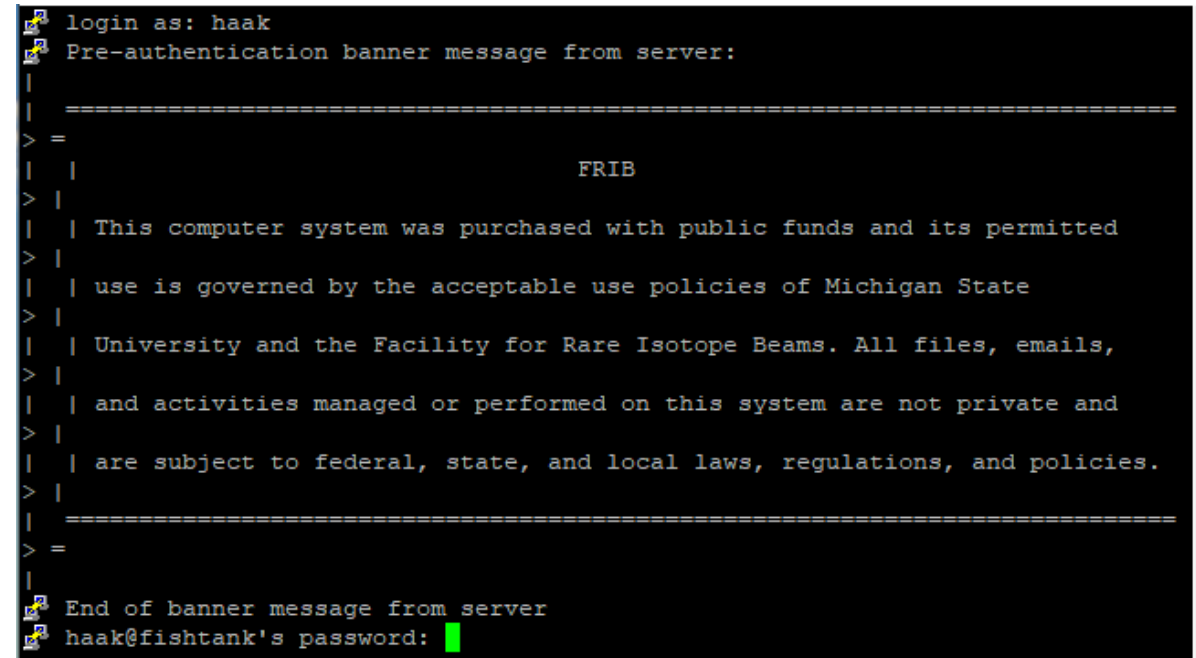 login as: haak
Pre-authentication banner message from server:
|
|  ============================================================================
> =
|  |                                  FRIB
> |
|  | This computer system was purchased with public funds and its permitted
> |
|  | use is governed by the acceptable use policies of Michigan State
> |
|  | University and the Facility for Rare Isotope Beams. All files, emails,
> |
|  | and activities managed or performed on this system are not private and
> |
|  | are subject to federal, state, and local laws, regulations, and policies.
> |
|  ============================================================================
> =
|
End of banner message from server
haak@fishtank's password: